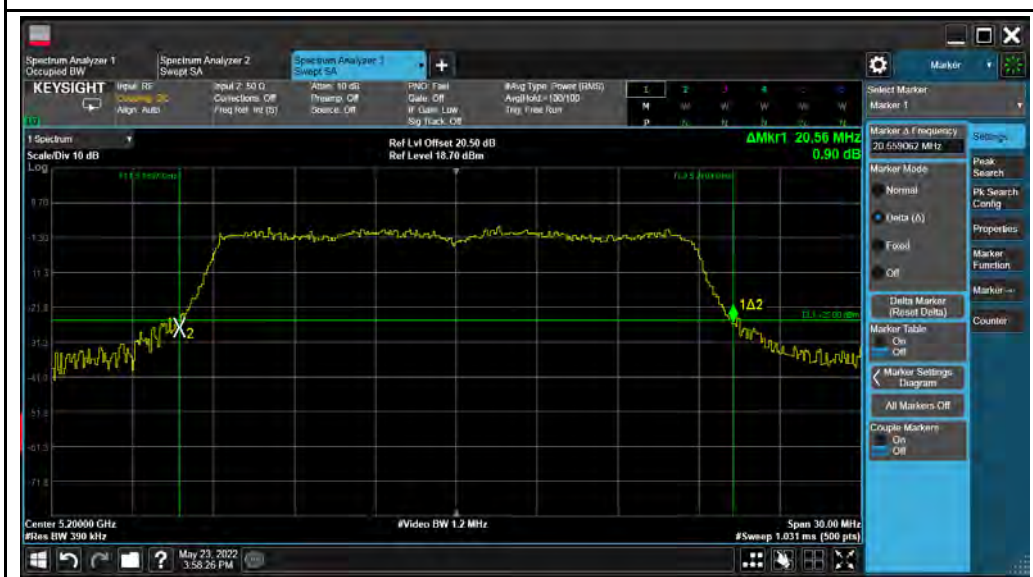 Spectrum Analyzer 1
Occupied BW
Spectrum Analyzer 2
Swept SA
Spectrum Analyzer 3
Swept SA
+
Marker
KEYSIGHT
Input: RF
Coupling: DC
Align: Auto
Input Z: 50 Ω
Corrections: Off
Freq Ref: Int (S)
Atten: 10 dB
Preamp: Off
Source: Off
PNO: Fast
Gate: Off
IF Gain: Low
Sig Track: Off
#Avg Type: Power (RMS)
Avg|Hold: >100/100
Trig: Free Run
1 2 3 4 5 6
M W W W W W
P N N N N N
Select Marker
Marker 1
1 Spectrum
Scale/Div 10 dB
Log
Ref Lvl Offset 20.50 dB
Ref Level 18.70 dBm
ΔMkr1 20.56 MHz
0.90 dB
Marker Δ Frequency
20.559062 MHz
Settings
Marker Mode
Normal
Delta (Δ)
Fixed
Off
Peak
Search
Pk Search
Config
Properties
Marker
Function
Marker→
Counter
Delta Marker
(Reset Delta)
Marker Table
On
Off
Marker Settings
Diagram
All Markers Off
Couple Markers
On
Off
8.70
-1.30
-11.3
-21.3
-31.3
-41.3
-51.3
-61.3
-71.3
1Δ2
X2
Center 5.20000 GHz
#Res BW 390 kHz
#Video BW 1.2 MHz
Span 30.00 MHz
#Sweep 1.031 ms (500 pts)
?
May 23, 2022
3:58:26 PM